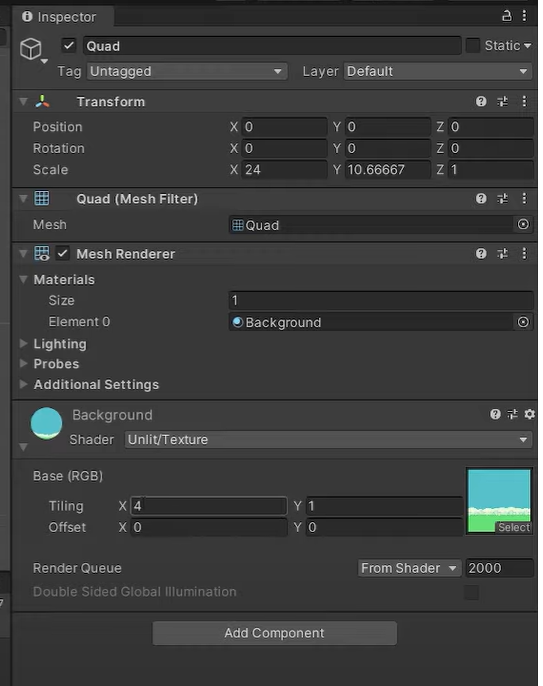 Inspector
Quad Static
Tag Untagged Layer Default
Transform
Position X 0 Y 0 Z 0
Rotation X 0 Y 0 Z 0
Scale X 24 Y 10.66667 Z 1
Quad (Mesh Filter)
Mesh Quad
Mesh Renderer
Materials
Size 1
Element 0 Background
Lighting
Probes
Additional Settings
Background
Shader Unlit/Texture
Base (RGB)
Tiling X 4 Y 1
Offset X 0 Y 0
Select
Render Queue From Shader 2000
Double Sided Global Illumination
7
Add Component